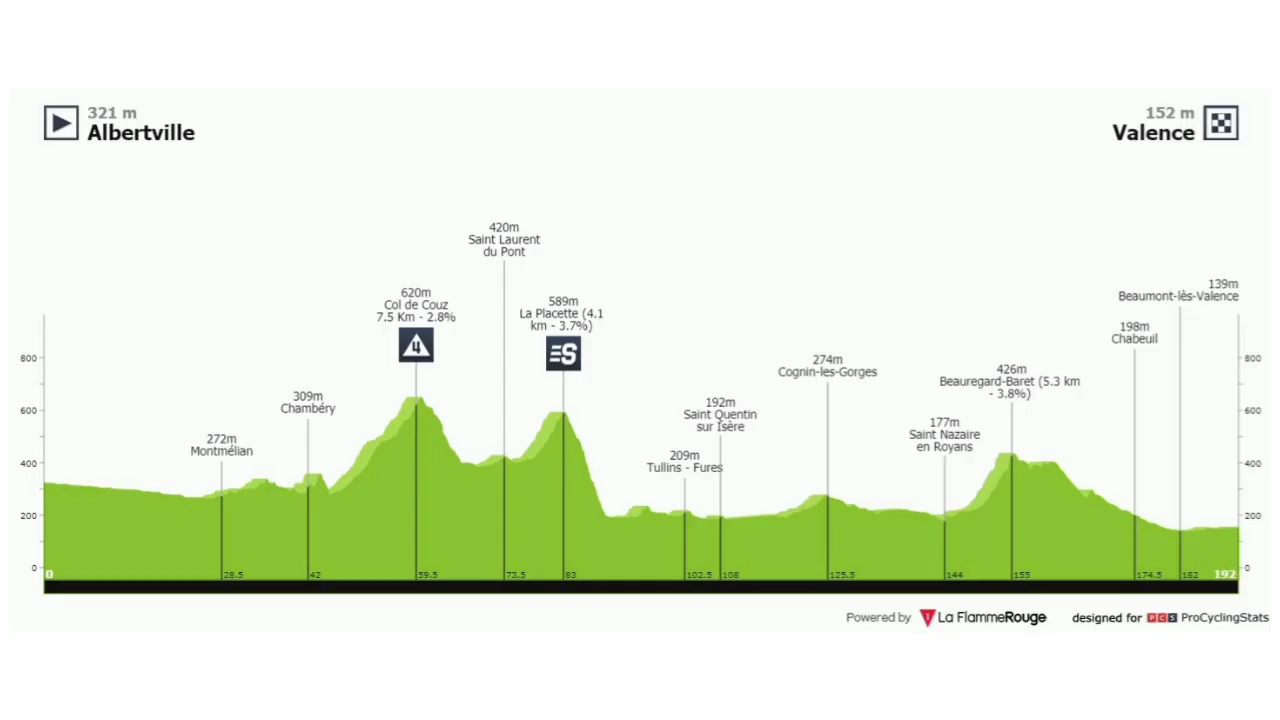 321 m
Albertville
152 m
Valence
420m
Saint Laurent
du Pont
139m
Beaumont-lès-Valence
620m
Col de Couz
7.5 Km - 2.8%
4
589m
La Placette (4.1
km - 3.7%)
S
198m
Chabeuil
274m
Cognin-les-Gorges
426m
Beauregard-Baret (5.3 km
- 3.8%)
309m
Chambéry
192m
Saint Quentin
sur Isère
177m
Saint Nazaire
en Royans
272m
Montmélian
209m
Tullins - Fures
800
600
400
200
0
800
600
400
200
0
0 28.5 42 59.5 73.5 83 102.5 108 125.5 144 155 174.5 182 192
Powered by 1 La FlammeRouge designed for PCS ProCyclingStats